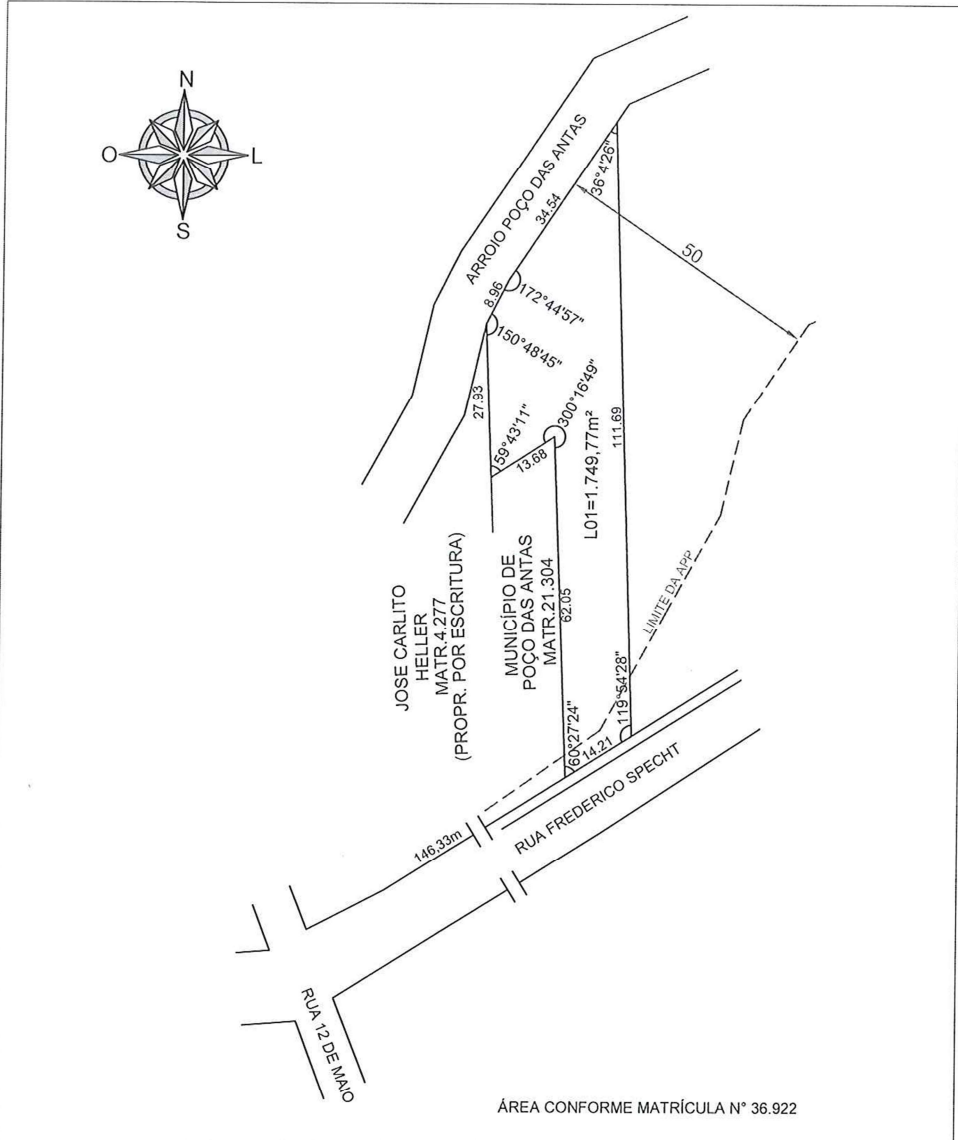 N
O
L
S
ARROIO POÇO DAS ANTAS
36°4'26"
34.54
50
8.96
172°44'57"
150°48'45"
27.93
59°43'11"
300°16'49"
13.68
L01=1.749,77m²
111.69
JOSE CARLITO
HELLER
MATR.4.277
(PROPR. POR ESCRITURA)
MUNICÍPIO DE
POÇO DAS ANTAS
MATR.21.304
62.05
LIMITE DA APP
60°27'24"
119°54'28"
14.21
RUA FREDERICO SPECHT
146,33m
RUA 12 DE MAIO
ÁREA CONFORME MATRÍCULA N° 36.922